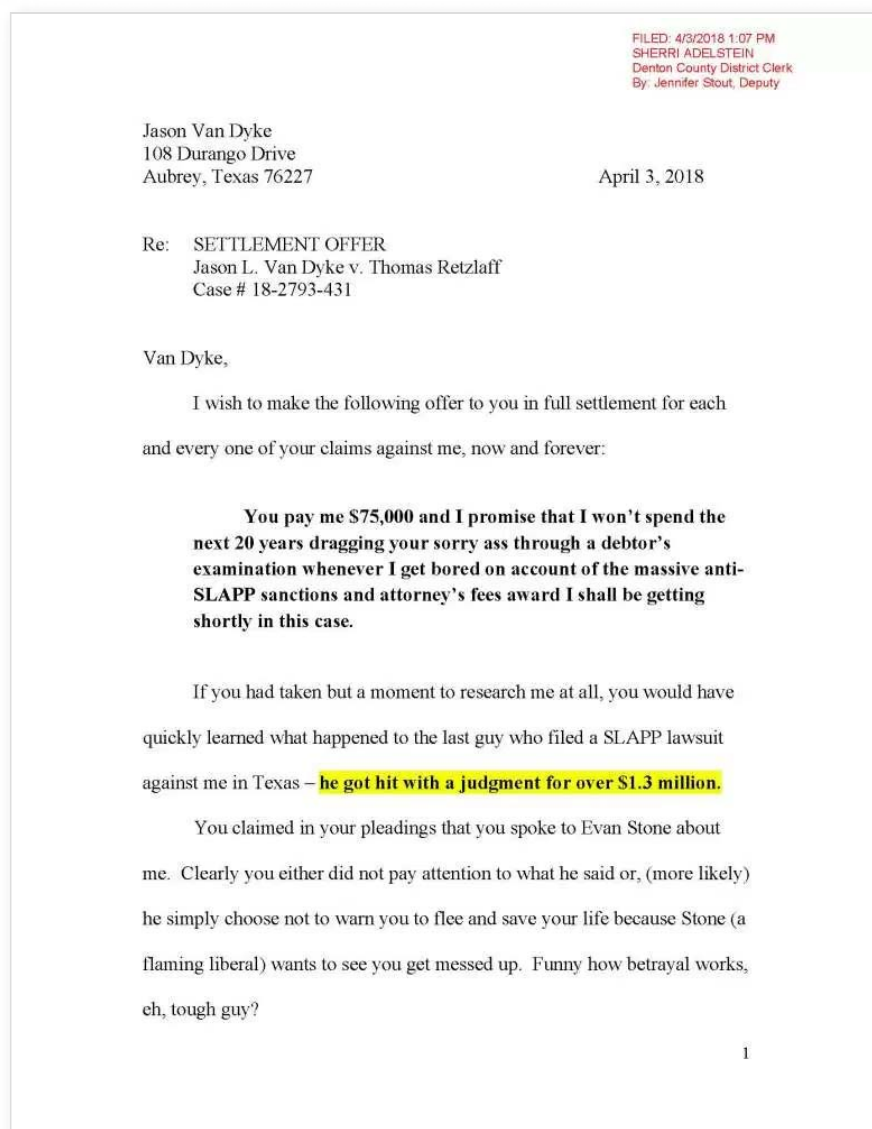 FILED: 4/3/2018 1:07 PM
SHERRI ADELSTEIN
Denton County District Clerk
By: Jennifer Stout, Deputy
Jason Van Dyke
108 Durango Drive
Aubrey, Texas 76227 April 3, 2018
Re: SETTLEMENT OFFER
Jason L. Van Dyke v. Thomas Retzlaff
Case # 18-2793-431
Van Dyke,
I wish to make the following offer to you in full settlement for each
and every one of your claims against me, now and forever:
You pay me $75,000 and I promise that I won't spend the
next 20 years dragging your sorry ass through a debtor's
examination whenever I get bored on account of the massive anti-
SLAPP sanctions and attorney's fees award I shall be getting
shortly in this case.
If you had taken but a moment to research me at all, you would have
quickly learned what happened to the last guy who filed a SLAPP lawsuit
against me in Texas – he got hit with a judgment for over $1.3 million.
You claimed in your pleadings that you spoke to Evan Stone about
me. Clearly you either did not pay attention to what he said or, (more likely)
he simply choose not to warn you to flee and save your life because Stone (a
flaming liberal) wants to see you get messed up. Funny how betrayal works,
eh, tough guy?
1